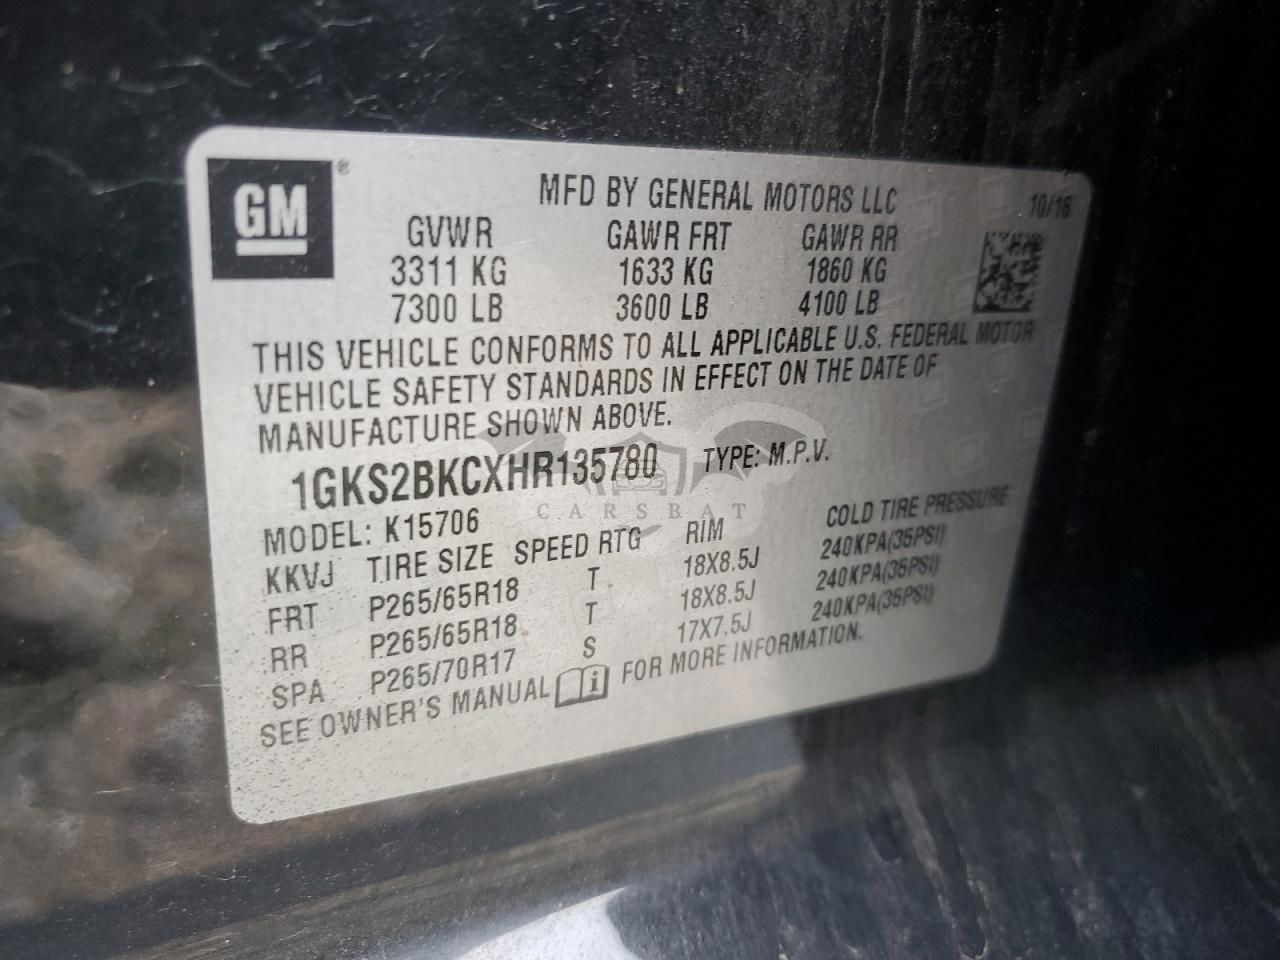 GM ®
MFD BY GENERAL MOTORS LLC 10/16
GVWR GAWR FRT GAWR RR
3311 KG 1633 KG 1860 KG
7300 LB 3600 LB 4100 LB
THIS VEHICLE CONFORMS TO ALL APPLICABLE U.S. FEDERAL MOTOR
VEHICLE SAFETY STANDARDS IN EFFECT ON THE DATE OF
MANUFACTURE SHOWN ABOVE.
1GKS2BKCXHR135780 TYPE: M.P.V.
CARSBAT
MODEL: K15706
KKVJ TIRE SIZE SPEED RTG RIM COLD TIRE PRESSURE
FRT P265/65R18 T 18X8.5J 240KPA(35PSI)
RR P265/65R18 T 18X8.5J 240KPA(35PSI)
SPA P265/70R17 S 17X7.5J 240KPA(35PSI)
SEE OWNER'S MANUAL i FOR MORE INFORMATION.